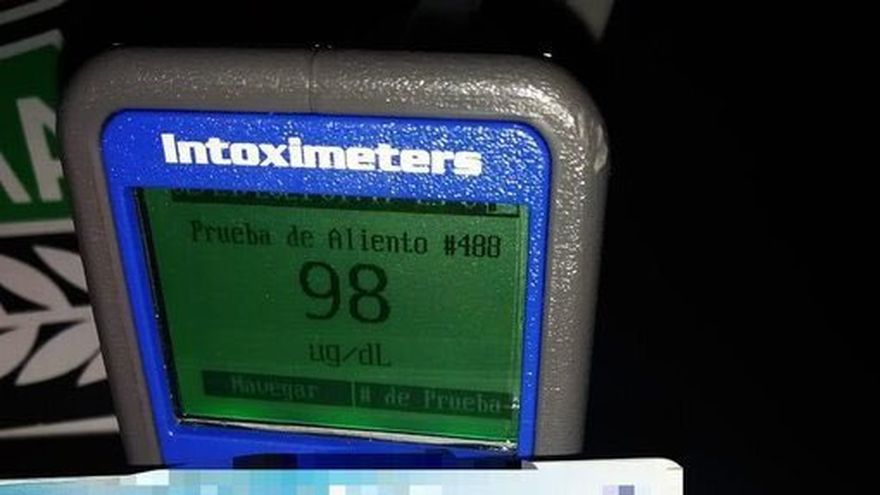 Intoximeters
Prueba de Aliento #488
98
ug/dL
Navegar # de Prueba